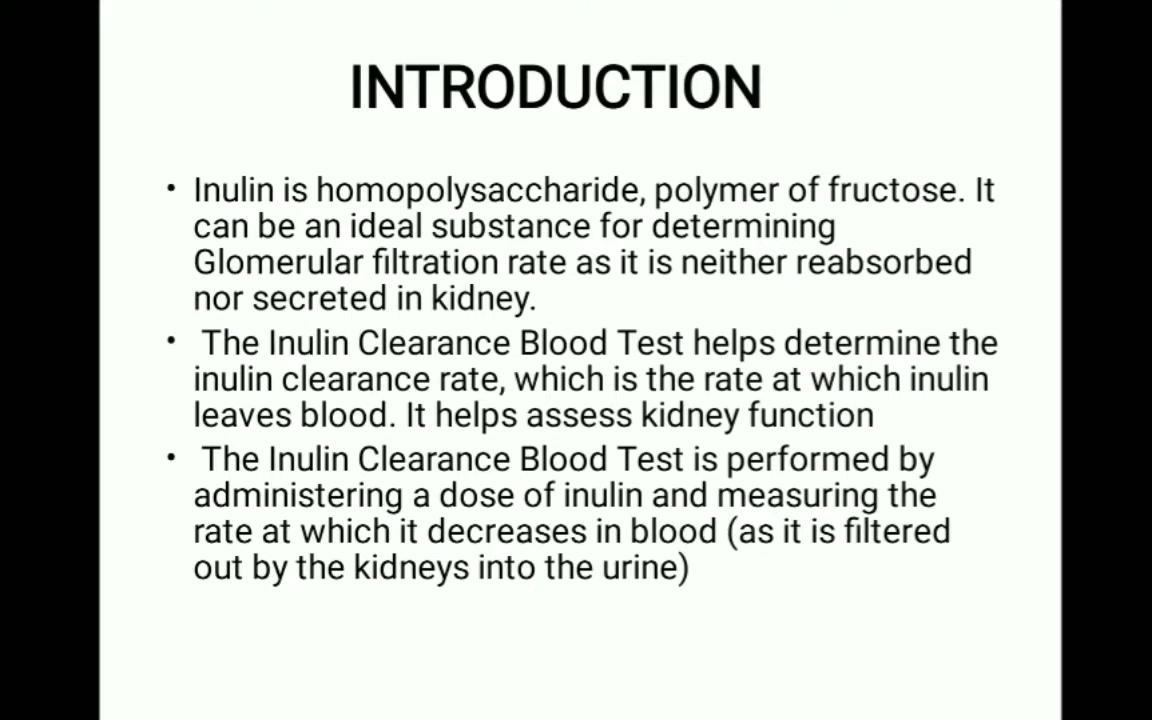 INTRODUCTION
• Inulin is homopolysaccharide, polymer of fructose. It
can be an ideal substance for determining
Glomerular filtration rate as it is neither reabsorbed
nor secreted in kidney.
• The Inulin Clearance Blood Test helps determine the
inulin clearance rate, which is the rate at which inulin
leaves blood. It helps assess kidney function
• The Inulin Clearance Blood Test is performed by
administering a dose of inulin and measuring the
rate at which it decreases in blood (as it is filtered
out by the kidneys into the urine)